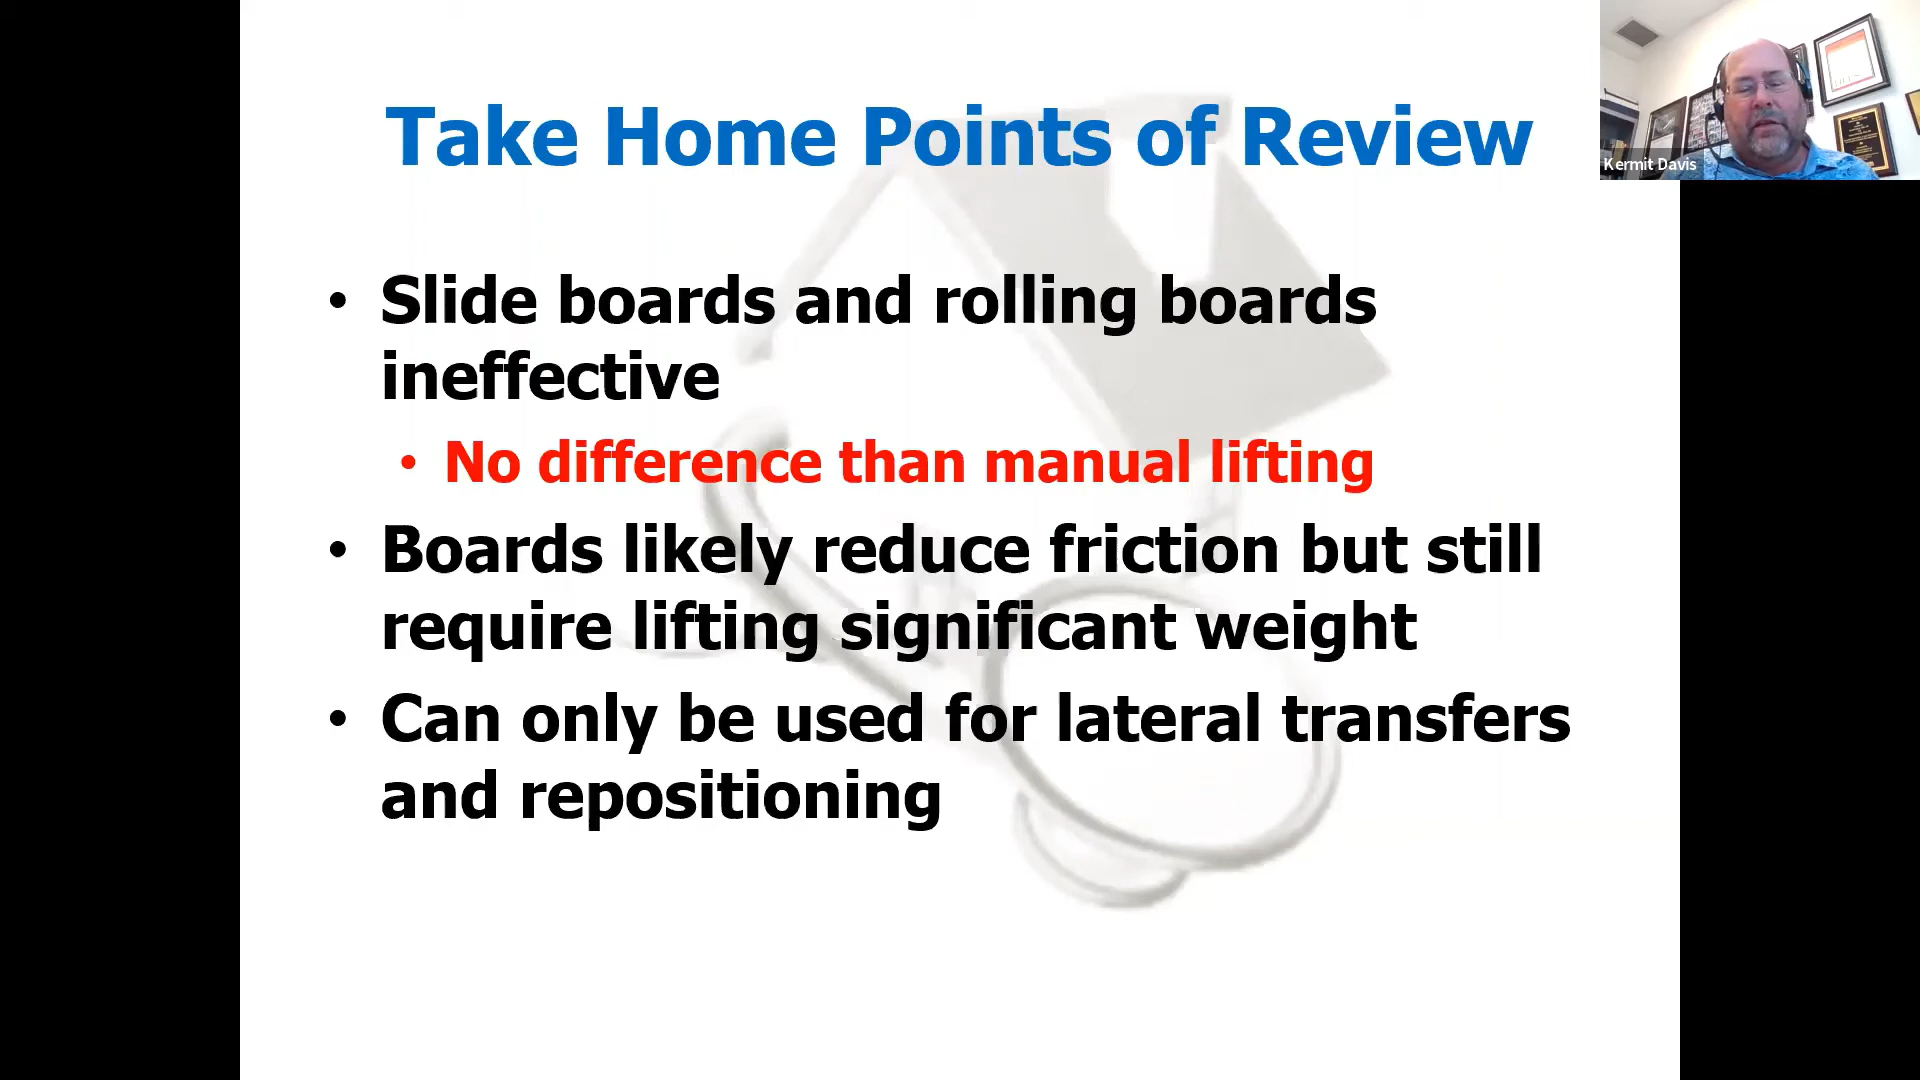 Take Home Points of Review
• Slide boards and rolling boards
ineffective
• No difference than manual lifting
• Boards likely reduce friction but still
require lifting significant weight
• Can only be used for lateral transfers
and repositioning
Kermit Davis